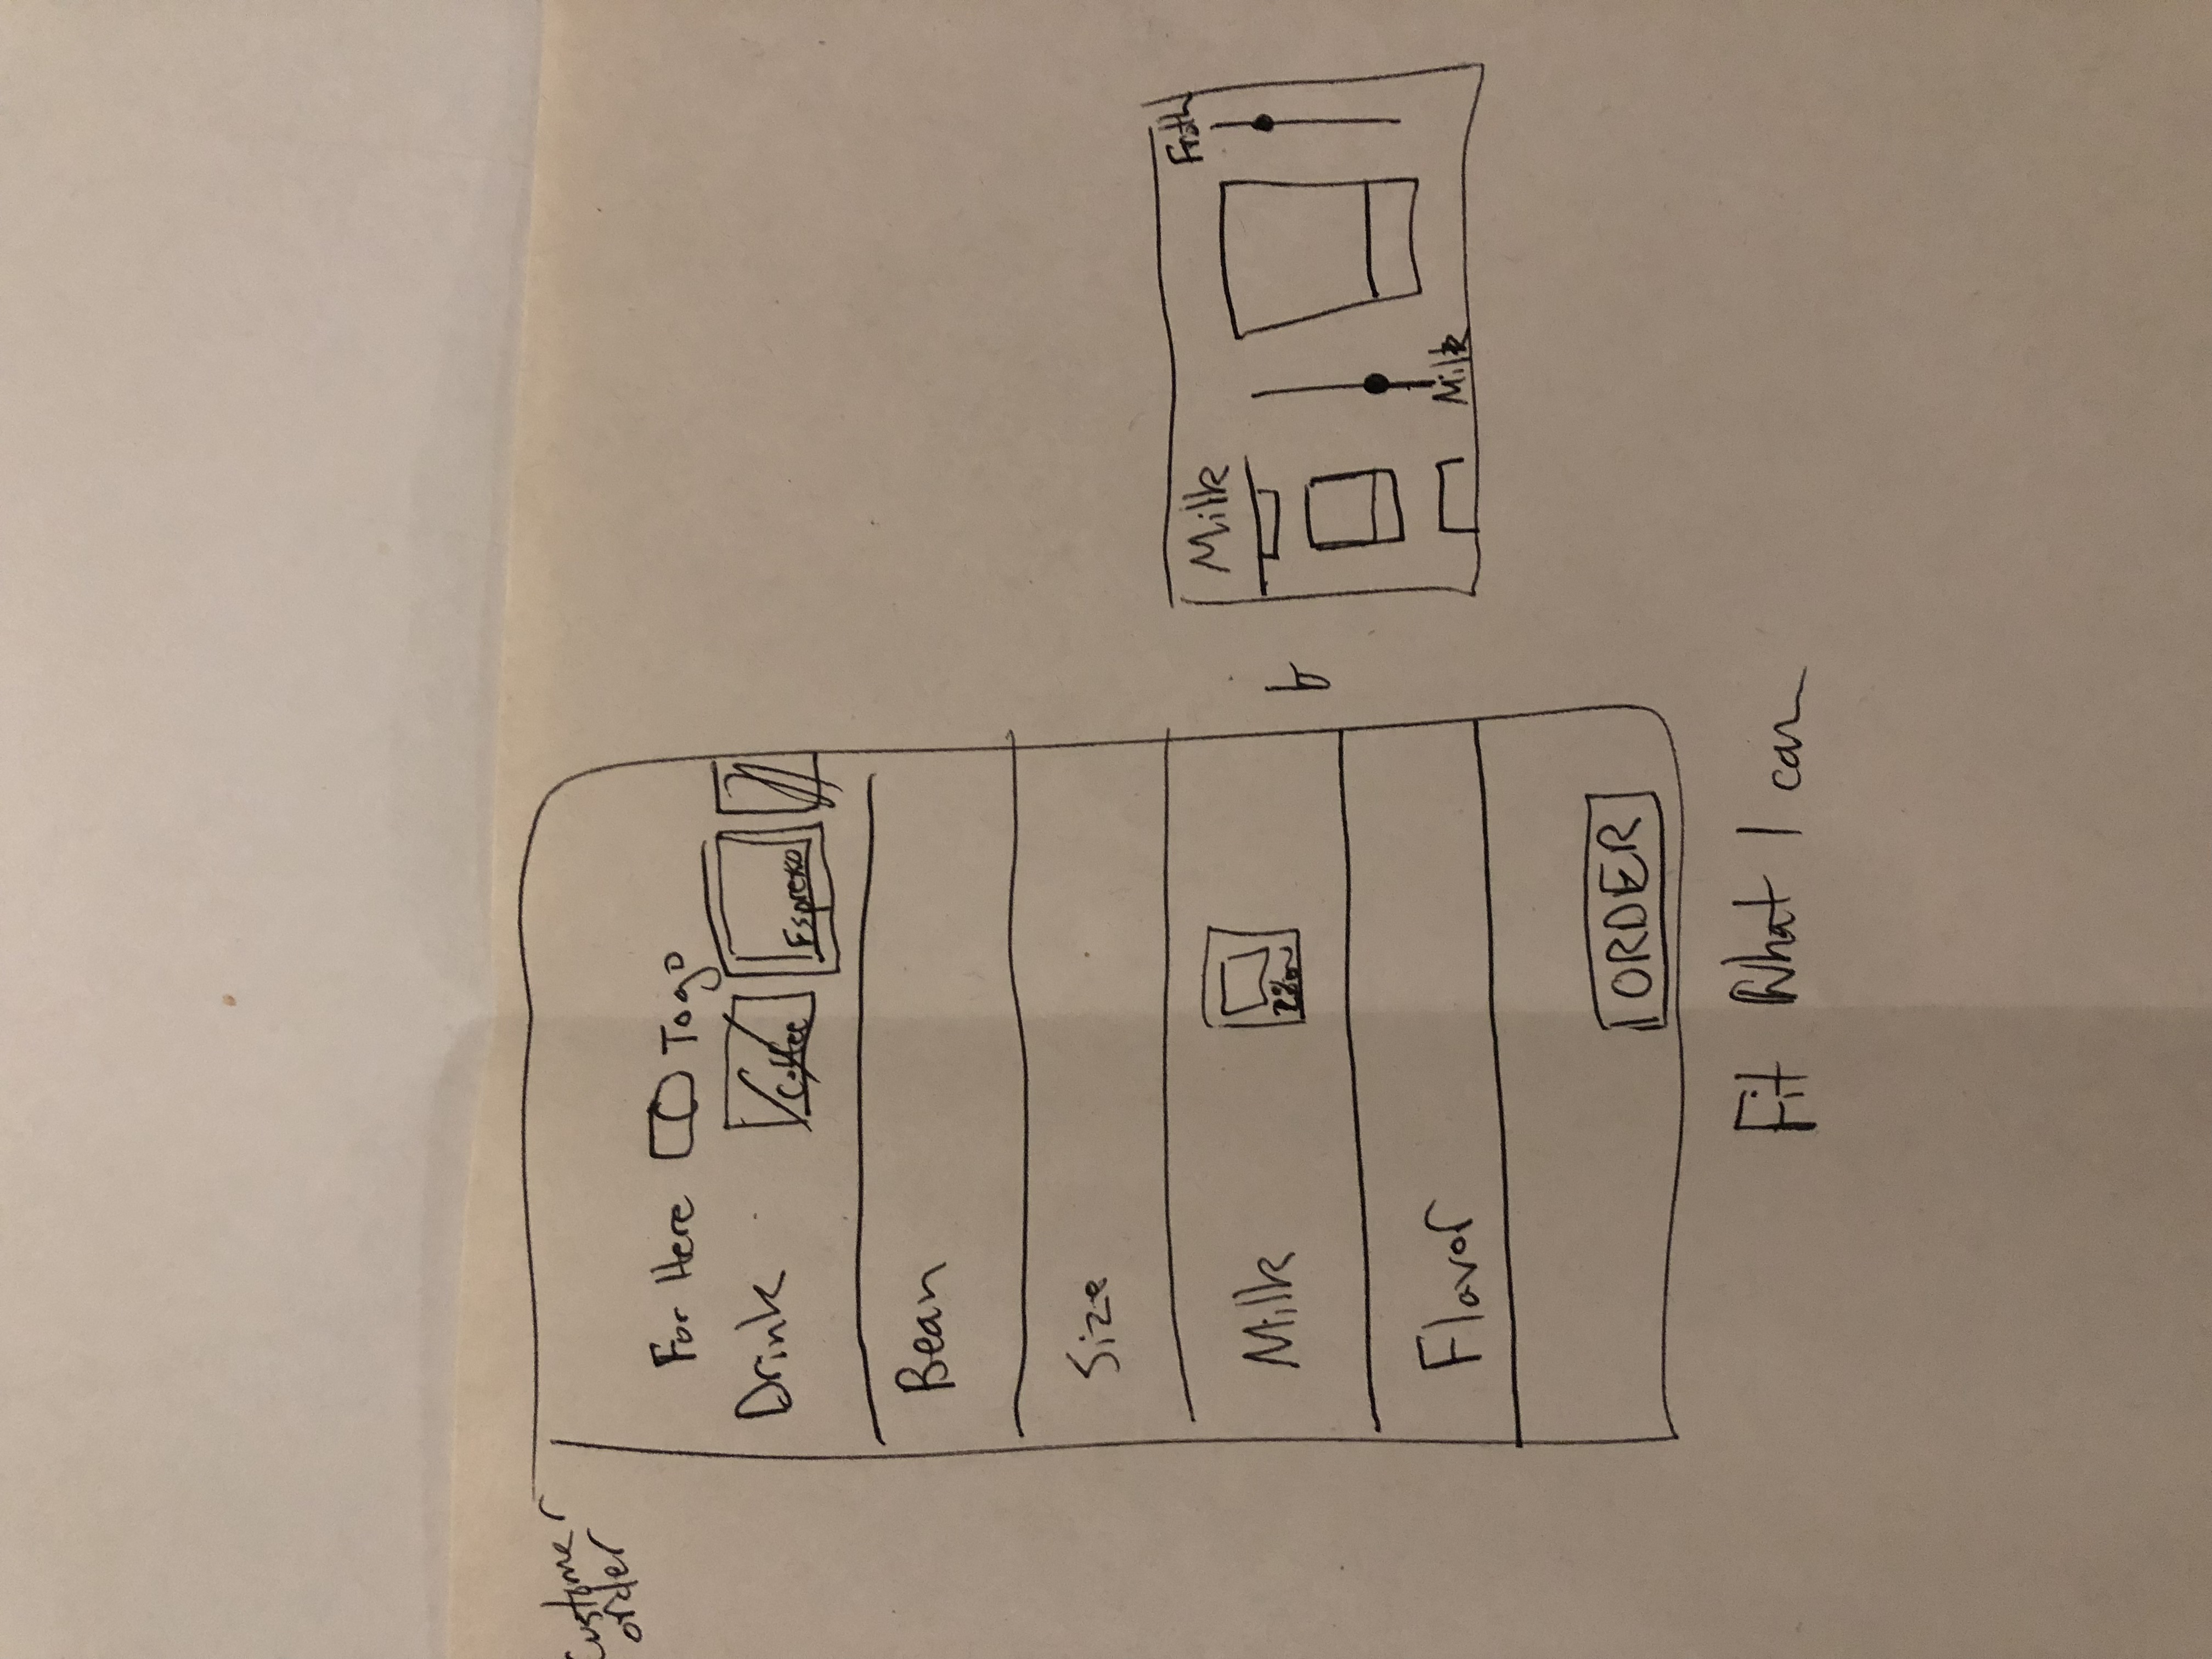 Customer
order
For Here Togo
Drink Coffee Espresso
Bean
Size
Milk 2%
Flavor
ORDER
Milk Froth
Milk
Fit What I can